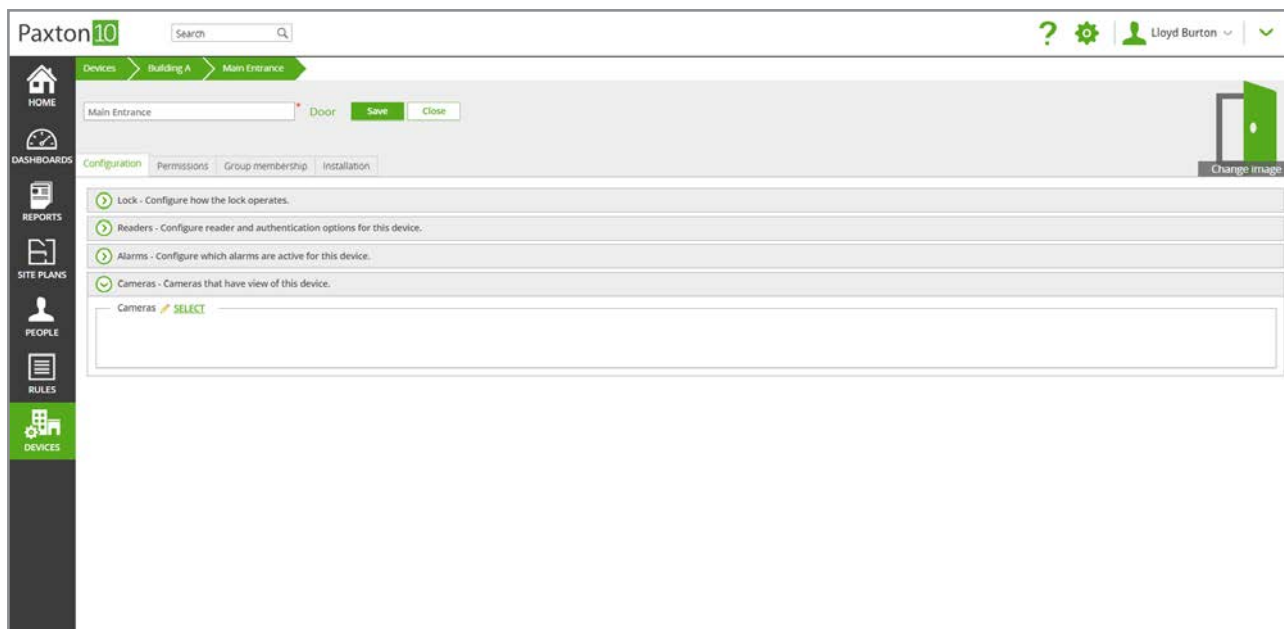 Paxton 10
Search
Lloyd Burton
HOME
DASHBOARDS
REPORTS
SITE PLANS
PEOPLE
RULES
DEVICES
Devices Building A Main Entrance
Main Entrance * Door Save Close
Change image
Configuration Permissions Group membership Installation
Lock - Configure how the lock operates.
Readers - Configure reader and authentication options for this device.
Alarms - Configure which alarms are active for this device.
Cameras - Cameras that have view of this device.
Cameras SELECT